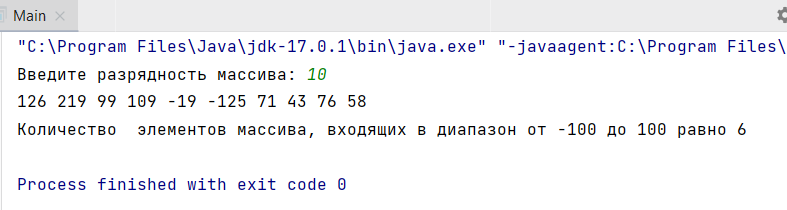 Main
"C:\Program Files\Java\jdk-17.0.1\bin\java.exe" "-javaagent:C:\Program Files\
Введите разрядность массива: 10
126 219 99 109 -19 -125 71 43 76 58
Количество  элементов массива, входящих в диапазон от -100 до 100 равно 6
Process finished with exit code 0